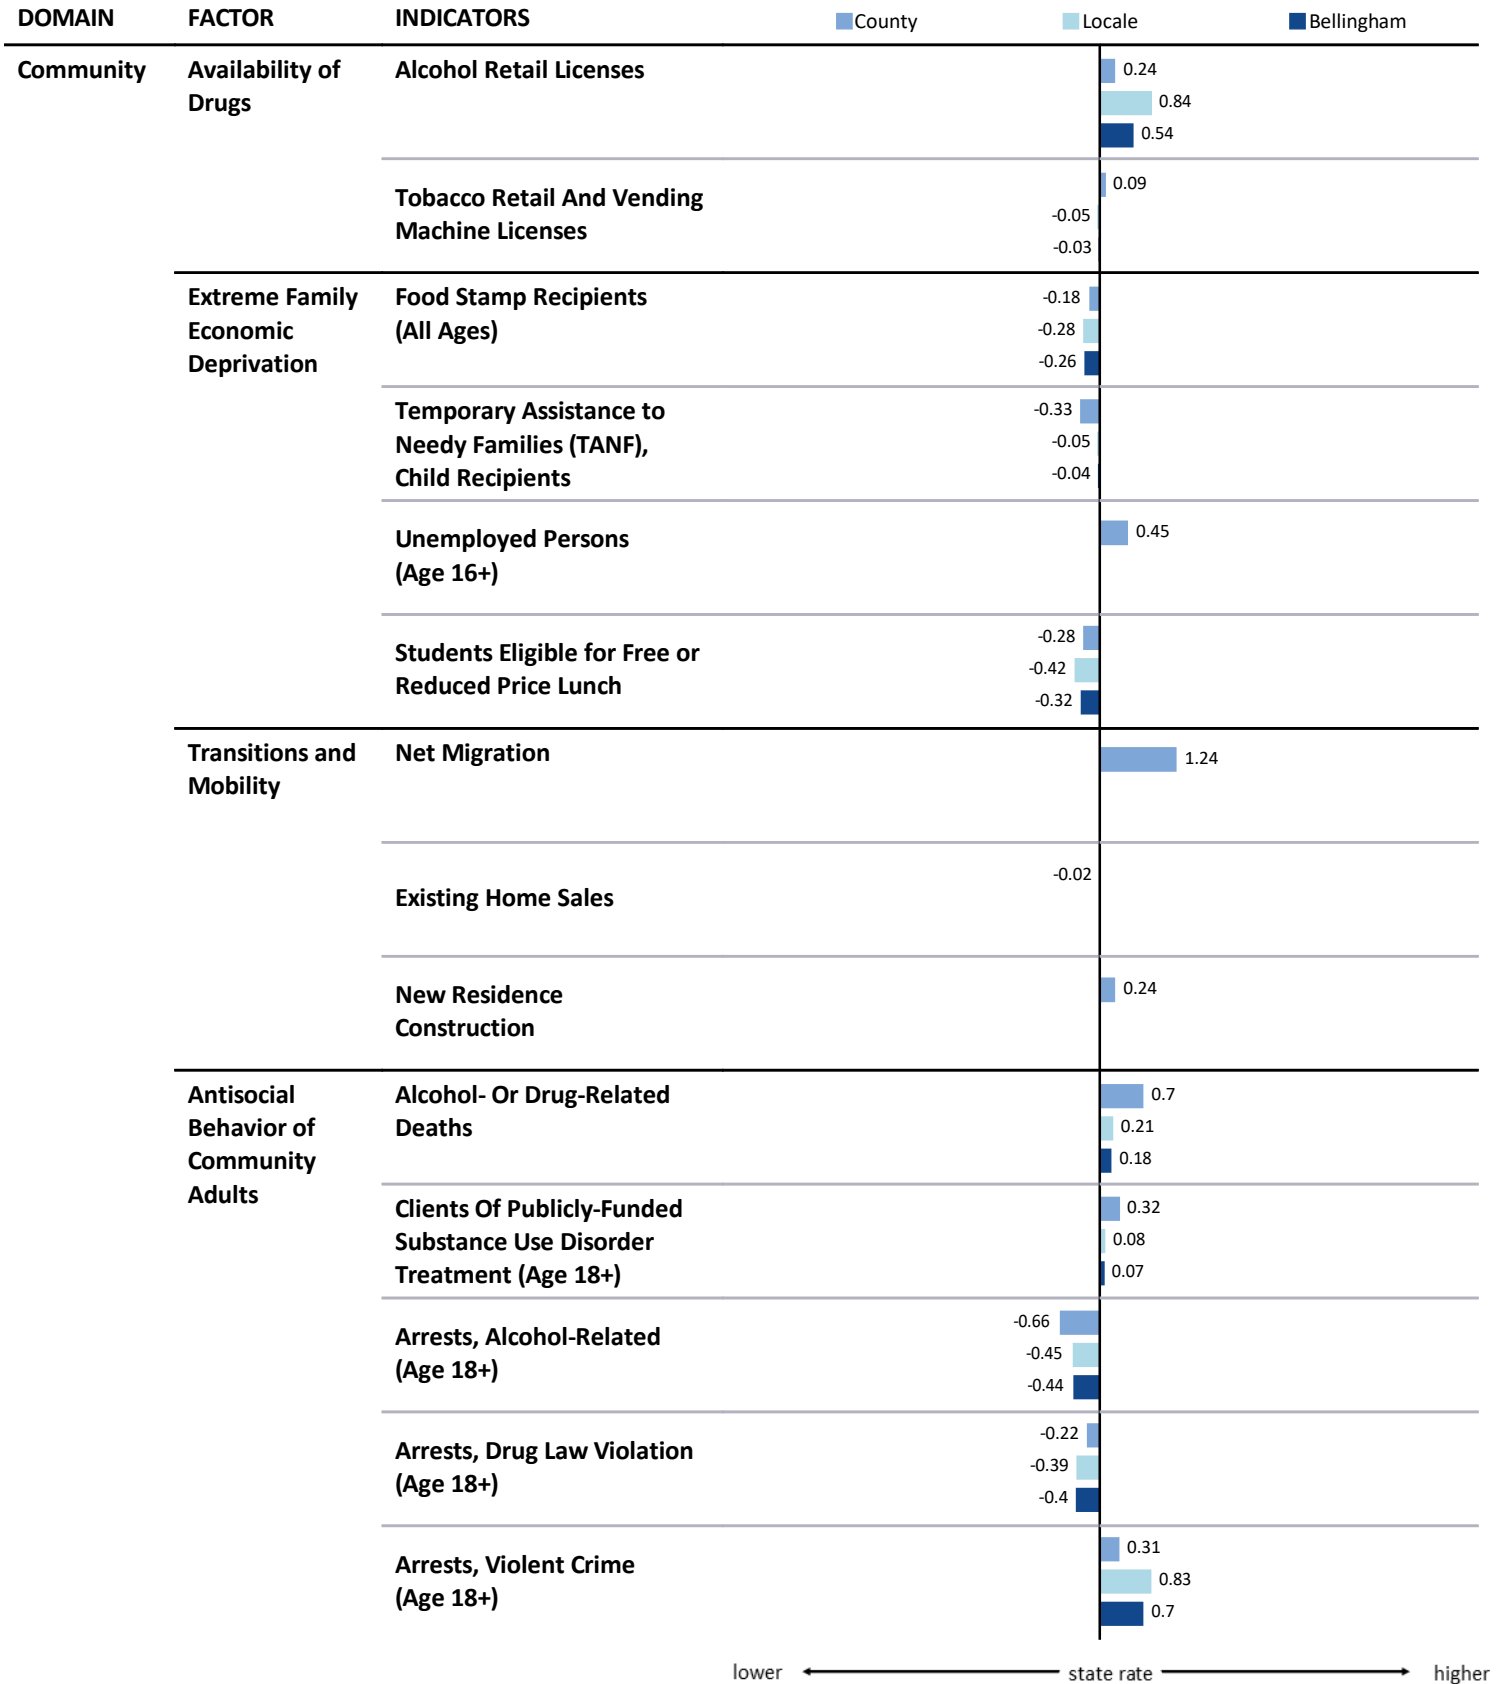 DOMAIN FACTOR INDICATORS County Locale Bellingham
Community Availability of Drugs Alcohol Retail Licenses
0.24
0.84
0.54
Tobacco Retail And Vending
Machine Licenses
0.09
-0.05
-0.03
Extreme Family
Economic
Deprivation
Food Stamp Recipients
(All Ages)
-0.18
-0.28
-0.26
Temporary Assistance to
Needy Families (TANF),
Child Recipients
-0.33
-0.05
-0.04
Unemployed Persons
(Age 16+)
0.45
Students Eligible for Free or
Reduced Price Lunch
-0.28
-0.42
-0.32
Transitions and
Mobility
Net Migration
1.24
Existing Home Sales
-0.02
New Residence
Construction
0.24
Antisocial
Behavior of
Community
Adults
Alcohol- Or Drug-Related
Deaths
0.7
0.21
0.18
Clients Of Publicly-Funded
Substance Use Disorder
Treatment (Age 18+)
0.32
0.08
0.07
Arrests, Alcohol-Related
(Age 18+)
-0.66
-0.45
-0.44
Arrests, Drug Law Violation
(Age 18+)
-0.22
-0.39
-0.4
Arrests, Violent Crime
(Age 18+)
0.31
0.83
0.7
lower state rate higher